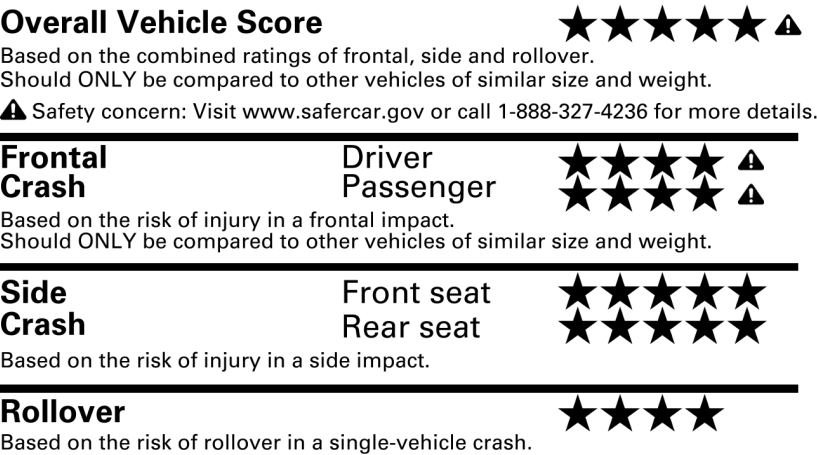 Overall Vehicle Score ★★★★★ ⚠
Based on the combined ratings of frontal, side and rollover.
Should ONLY be compared to other vehicles of similar size and weight.
⚠ Safety concern: Visit www.safercar.gov or call 1-888-327-4236 for more details.
Frontal Driver ★★★★ ⚠
Crash Passenger ★★★★ ⚠
Based on the risk of injury in a frontal impact.
Should ONLY be compared to other vehicles of similar size and weight.
Side Front seat ★★★★★
Crash Rear seat ★★★★★
Based on the risk of injury in a side impact.
Rollover ★★★★
Based on the risk of rollover in a single-vehicle crash.